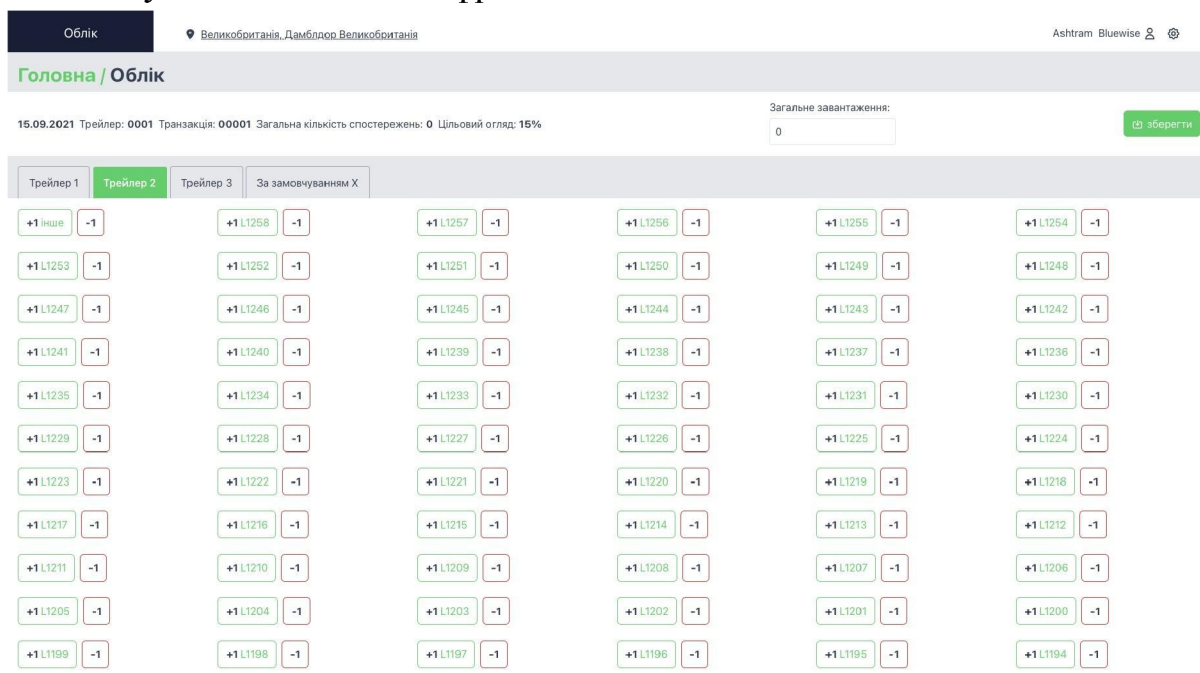 Облік Великобританія, Дамблдор Великобританія Ashtram Bluewise
Головна / Облік
Загальне завантаження:
15.09.2021 Трейлер: 0001 Транзакція: 00001 Загальна кількість спостережень: 0 Цільовий огляд: 15%
0 зберегти
Трейлер 1 Трейлер 2 Трейлер 3 За замовчуванням X
+1 інше -1 +1 L1258 -1 +1 L1257 -1 +1 L1256 -1 +1 L1255 -1 +1 L1254 -1
+1 L1253 -1 +1 L1252 -1 +1 L1251 -1 +1 L1250 -1 +1 L1249 -1 +1 L1248 -1
+1 L1247 -1 +1 L1246 -1 +1 L1245 -1 +1 L1244 -1 +1 L1243 -1 +1 L1242 -1
+1 L1241 -1 +1 L1240 -1 +1 L1239 -1 +1 L1238 -1 +1 L1237 -1 +1 L1236 -1
+1 L1235 -1 +1 L1234 -1 +1 L1233 -1 +1 L1232 -1 +1 L1231 -1 +1 L1230 -1
+1 L1229 -1 +1 L1228 -1 +1 L1227 -1 +1 L1226 -1 +1 L1225 -1 +1 L1224 -1
+1 L1223 -1 +1 L1222 -1 +1 L1221 -1 +1 L1220 -1 +1 L1219 -1 +1 L1218 -1
+1 L1217 -1 +1 L1216 -1 +1 L1215 -1 +1 L1214 -1 +1 L1213 -1 +1 L1212 -1
+1 L1211 -1 +1 L1210 -1 +1 L1209 -1 +1 L1208 -1 +1 L1207 -1 +1 L1206 -1
+1 L1205 -1 +1 L1204 -1 +1 L1203 -1 +1 L1202 -1 +1 L1201 -1 +1 L1200 -1
+1 L1199 -1 +1 L1198 -1 +1 L1197 -1 +1 L1196 -1 +1 L1195 -1 +1 L1194 -1